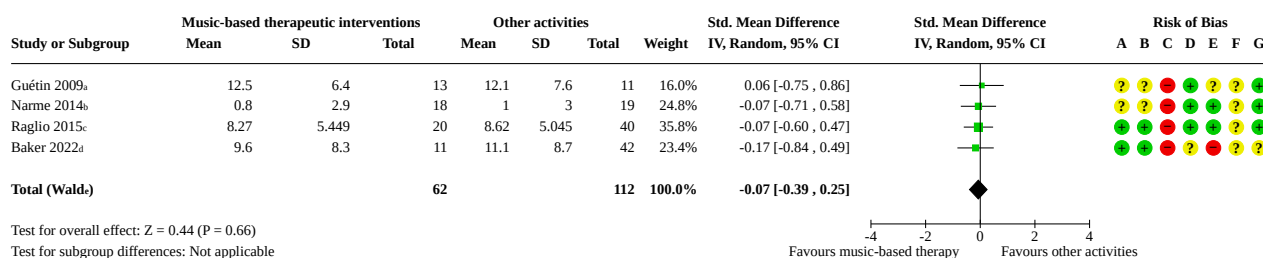 Music-based therapeutic interventions Other activities Std. Mean Difference Std. Mean Difference Risk of Bias
Study or Subgroup Mean SD Total Mean SD Total Weight IV, Random, 95% CI IV, Random, 95% CI A B C D E F G
Guétin 2009a 12.5 6.4 13 12.1 7.6 11 16.0% 0.06 [-0.75 , 0.86] ? ? − + ? ? +
Narme 2014b 0.8 2.9 18 1 3 19 24.8% -0.07 [-0.71 , 0.58] ? ? − + + ? +
Raglio 2015c 8.27 5.449 20 8.62 5.045 40 35.8% -0.07 [-0.60 , 0.47] + + − + + ? +
Baker 2022d 9.6 8.3 11 11.1 8.7 42 23.4% -0.17 [-0.84 , 0.49] + + − ? − ? ?
Total (Walde) 62 112 100.0% -0.07 [-0.39 , 0.25]
Test for overall effect: Z = 0.44 (P = 0.66)
-4 -2 0 2 4
Test for subgroup differences: Not applicable Favours music-based therapy Favours other activities